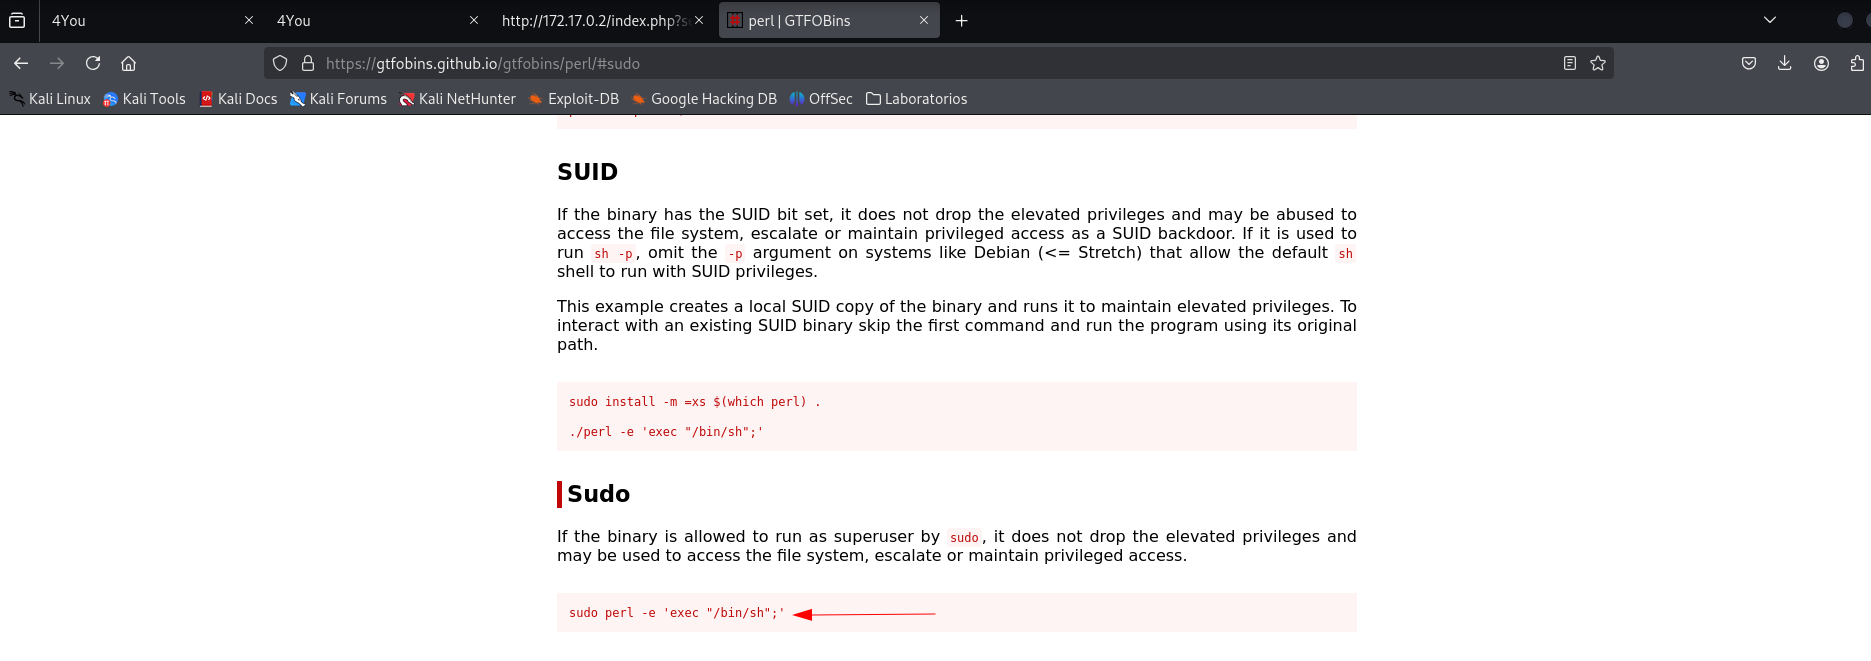 4You
4You
http://172.17.0.2/index.php?s
perl | GTFOBins
https://gtfobins.github.io/gtfobins/perl/#sudo
Kali Linux
Kali Tools
Kali Docs
Kali Forums
Kali NetHunter
Exploit-DB
Google Hacking DB
OffSec
Laboratorios
SUID
If the binary has the SUID bit set, it does not drop the elevated privileges and may be abused to
access the file system, escalate or maintain privileged access as a SUID backdoor. If it is used to
run sh -p, omit the -p argument on systems like Debian (<= Stretch) that allow the default sh
shell to run with SUID privileges.
This example creates a local SUID copy of the binary and runs it to maintain elevated privileges. To
interact with an existing SUID binary skip the first command and run the program using its original
path.
sudo install -m =xs $(which perl) .
./perl -e 'exec "/bin/sh";'
Sudo
If the binary is allowed to run as superuser by sudo, it does not drop the elevated privileges and
may be used to access the file system, escalate or maintain privileged access.
sudo perl -e 'exec "/bin/sh";'